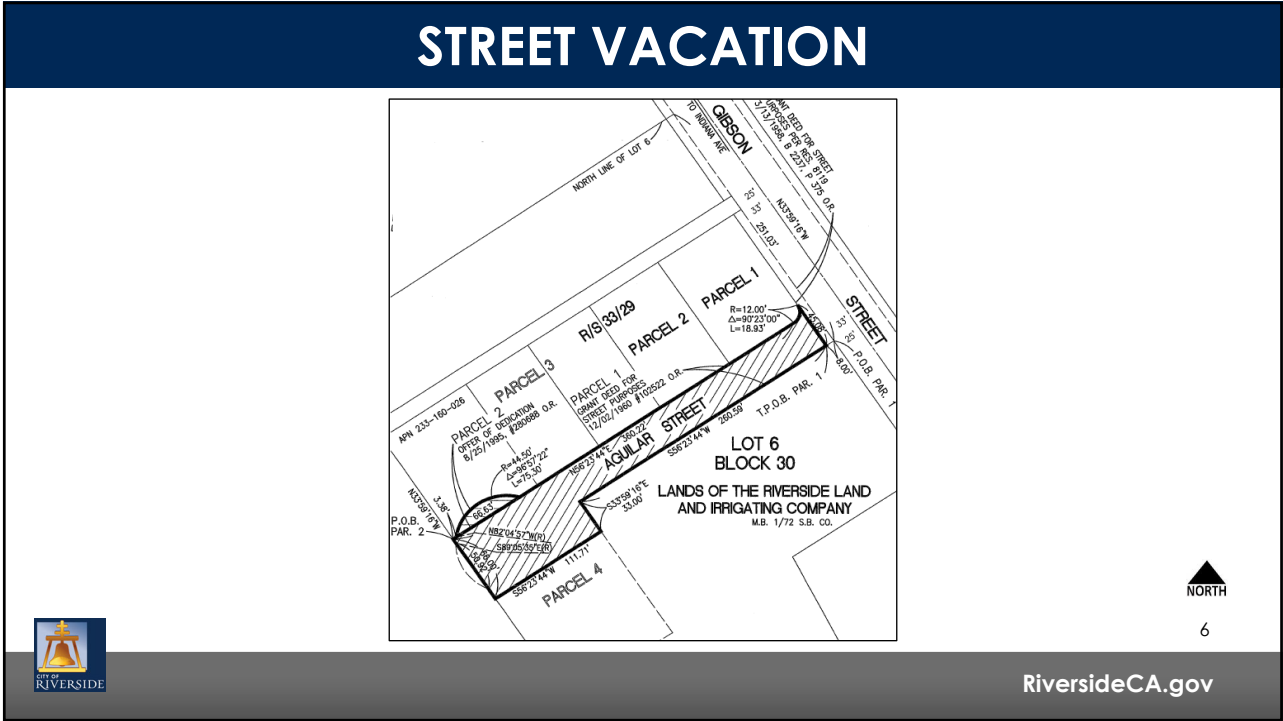 STREET VACATION
GIBSON
TO INDIANA AVE
ANT DEED FOR STREET
URPOSES PER RES. 8119
3/13/1958, B 2237, P 375 O.R.
NORTH LINE OF LOT 6
25'
33'
251.03'
N33°59'16"W
STREET
33'
25'
45.08'
8.00'
P.O.B. PAR. 1
T.P.O.B. PAR. 1
PARCEL 1
R=12.00'
Δ=90°23'00"
L=18.93'
R/S 33/29
PARCEL 2
PARCEL 3
PARCEL 1
GRANT DEED FOR
STREET PURPOSES
12/02/1960 #102522 O.R.
APN 233-160-026
PARCEL 2
OFFER OF DEDICATION
8/25/1995, #280688 O.R.
R=44.50'
Δ=96°57'22"
L=75.30'
N56°23'44"E 360.22'
AGUILAR STREET
S56°23'44"W 260.59'
LOT 6
BLOCK 30
LANDS OF THE RIVERSIDE LAND
AND IRRIGATING COMPANY
M.B. 1/72 S.B. CO.
S33°59'16"E
33.00'
N33°59'16"W
3.38'
66.63'
P.O.B.
PAR. 2
N82°04'57"W(R)
S89°05'35"E(R)
66.00'
S56°23'44"W 111.71'
PARCEL 4
NORTH
6
CITY OF
RIVERSIDE
RiversideCA.gov